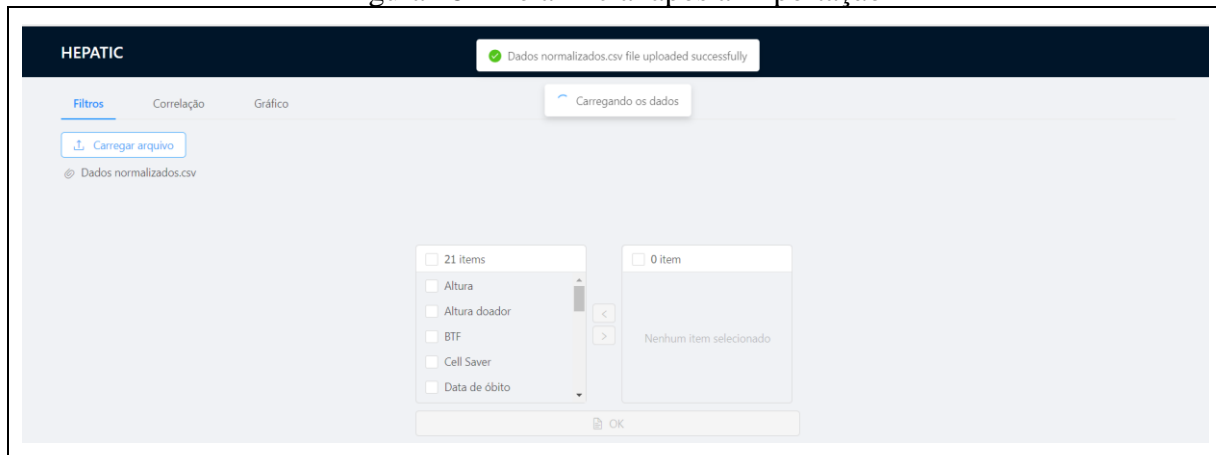 HEPATIC
Dados normalizados.csv file uploaded successfully
Filtros Correlação Gráfico
Carregando os dados
Carregar arquivo
Dados normalizados.csv
21 items
0 item
Altura
Altura doador
BTF
Cell Saver
Data de óbito
< 
>
Nenhum item selecionado
OK